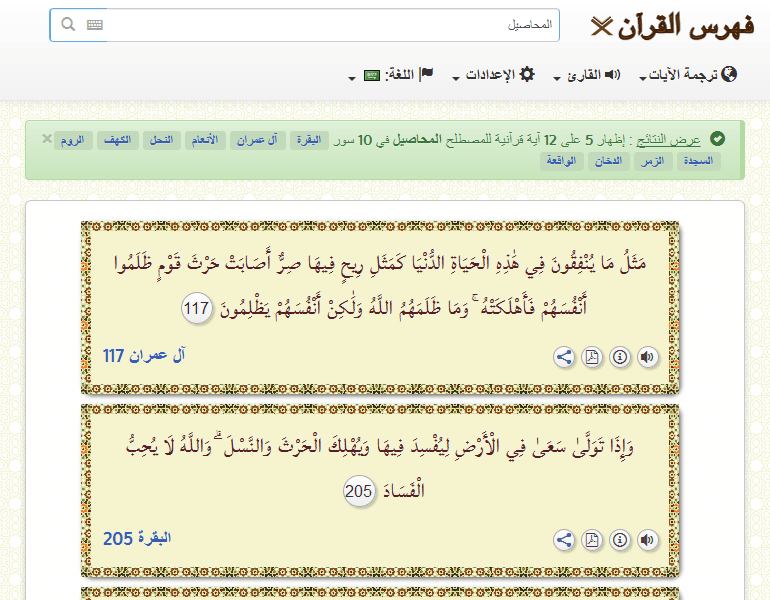 فهرس القرآن
المحاصيل
ترجمة الآيات
القارئ
الإعدادات
اللغة:
عرض النتائج : إظهار 5 على 12 آية قرآنية للمصطلح المحاصيل في 10 سور البقرة آل عمران الأنعام النحل الكهف الروم ×
السجدة الزمر الدخان الواقعة
مَثَلُ مَا يُنْفِقُونَ فِي هَٰذِهِ الْحَيَاةِ الدُّنْيَا كَمَثَلِ رِيحٍ فِيهَا صِرٌّ أَصَابَتْ حَرْثَ قَوْمٍ ظَلَمُوا
أَنْفُسَهُمْ فَأَهْلَكَتْهُ ۚ وَمَا ظَلَمَهُمُ اللَّهُ وَلَٰكِنْ أَنْفُسَهُمْ يَظْلِمُونَ 117
آل عمران 117
وَإِذَا تَوَلَّىٰ سَعَىٰ فِي الْأَرْضِ لِيُفْسِدَ فِيهَا وَيُهْلِكَ الْحَرْثَ وَالنَّسْلَ ۗ وَاللَّهُ لَا يُحِبُّ
الْفَسَادَ 205
البقرة 205